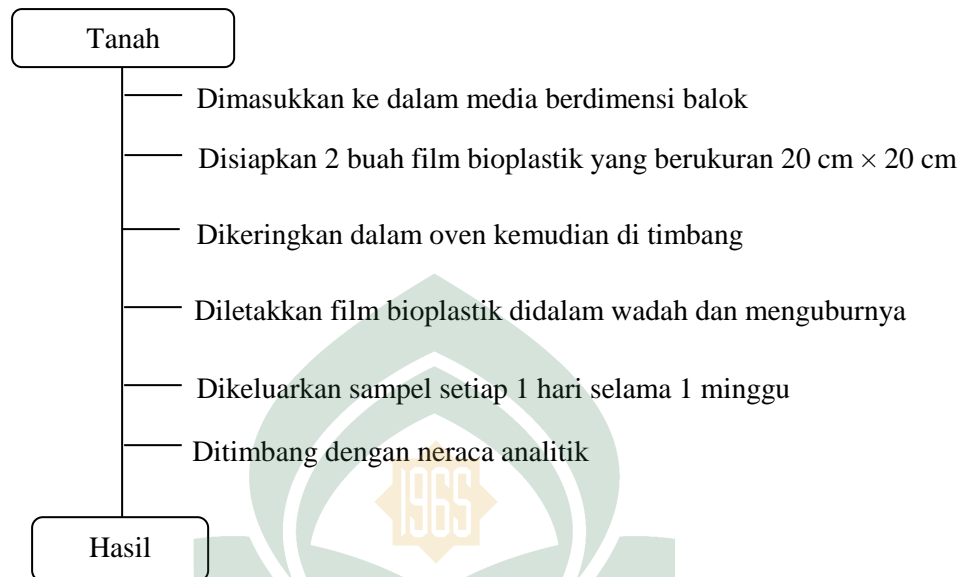 Tanah
Dimasukkan ke dalam media berdimensi balok
Disiapkan 2 buah film bioplastik yang berukuran 20 cm × 20 cm
Dikeringkan dalam oven kemudian di timbang
Diletakkan film bioplastik didalam wadah dan menguburnya
Dikeluarkan sampel setiap 1 hari selama 1 minggu
Ditimbang dengan neraca analitik
1965
Hasil